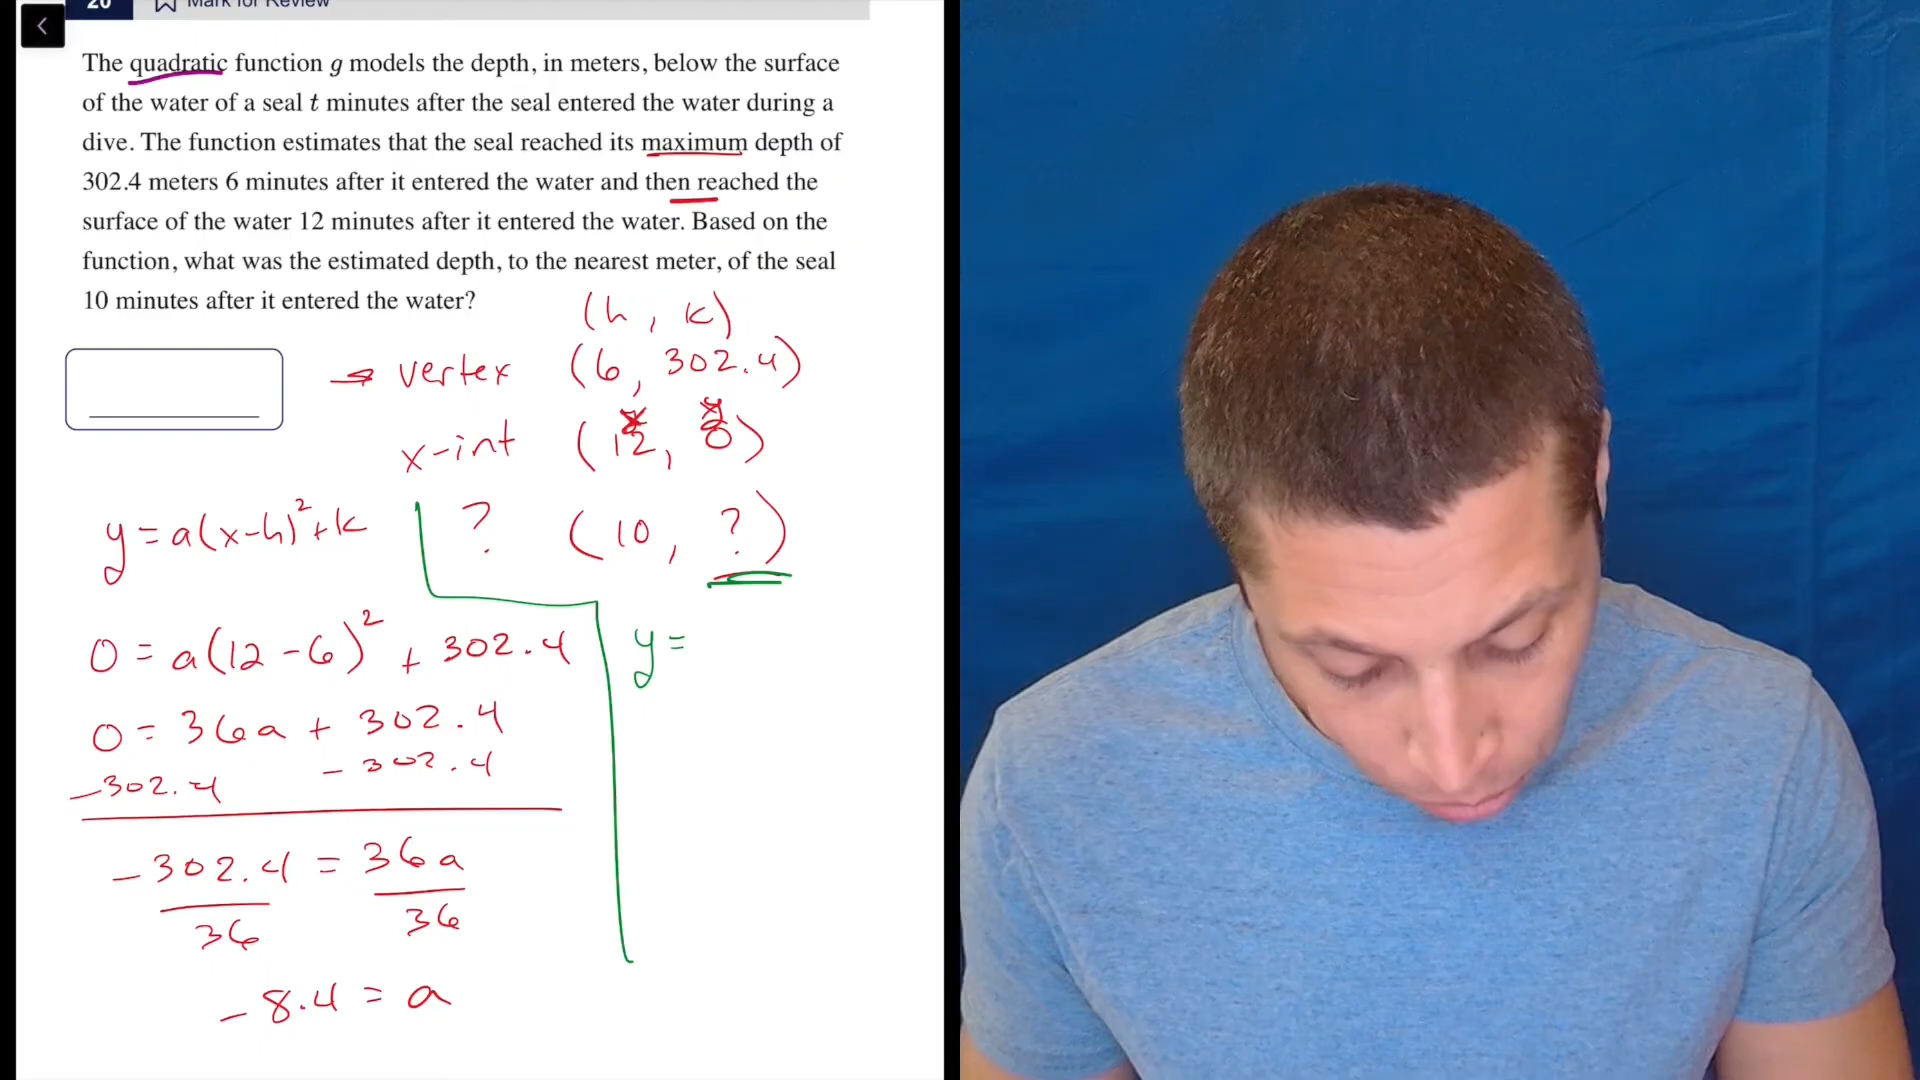 20 Mark for Review
The quadratic function g models the depth, in meters, below the surface
of the water of a seal t minutes after the seal entered the water during a
dive. The function estimates that the seal reached its maximum depth of
302.4 meters 6 minutes after it entered the water and then reached the
surface of the water 12 minutes after it entered the water. Based on the
function, what was the estimated depth, to the nearest meter, of the seal
10 minutes after it entered the water?
(h, k)
→ vertex (6, 302.4)
x y
x-int (12, 0)
? (10, ?)
y = a(x-h)² + k
0 = a(12 - 6)² + 302.4
0 = 36a + 302.4
-302.4 - 302.4
-302.4 = 36a
36 36
-8.4 = a
y =